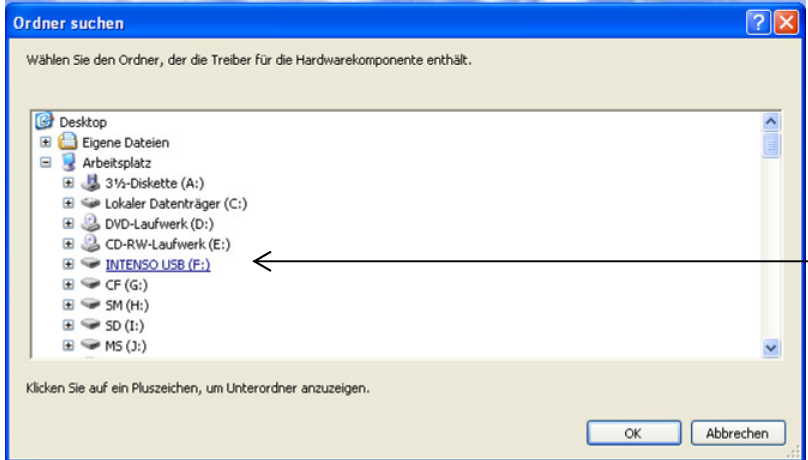 Ordner suchen
Wählen Sie den Ordner, der die Treiber für die Hardwarekomponente enthält.
Desktop
Eigene Dateien
Arbeitsplatz
3½-Diskette (A:)
Lokaler Datenträger (C:)
DVD-Laufwerk (D:)
CD-RW-Laufwerk (E:)
INTENSO USB (F:)
CF (G:)
SM (H:)
SD (I:)
MS (J:)
Klicken Sie auf ein Pluszeichen, um Unterordner anzuzeigen.
OK Abbrechen